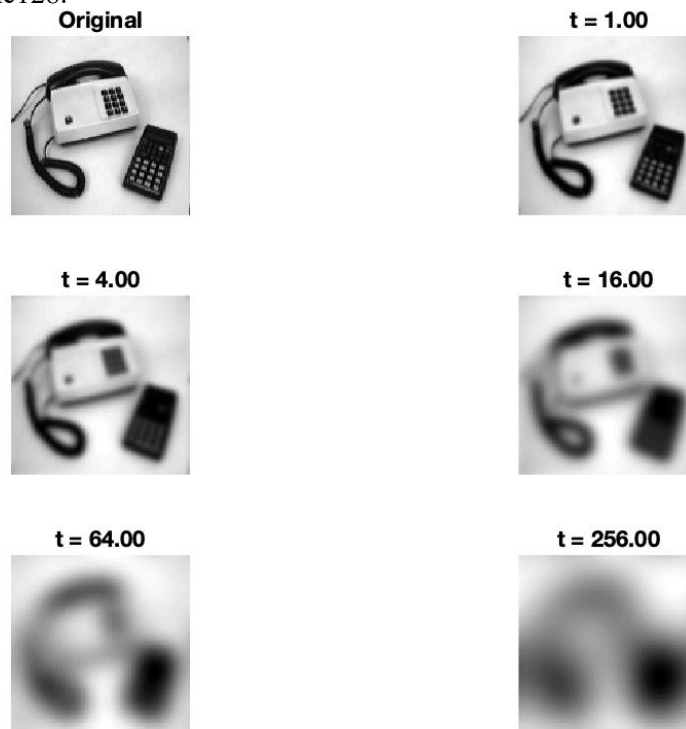 Original
t = 1.00
t = 4.00
t = 16.00
t = 64.00
t = 256.00